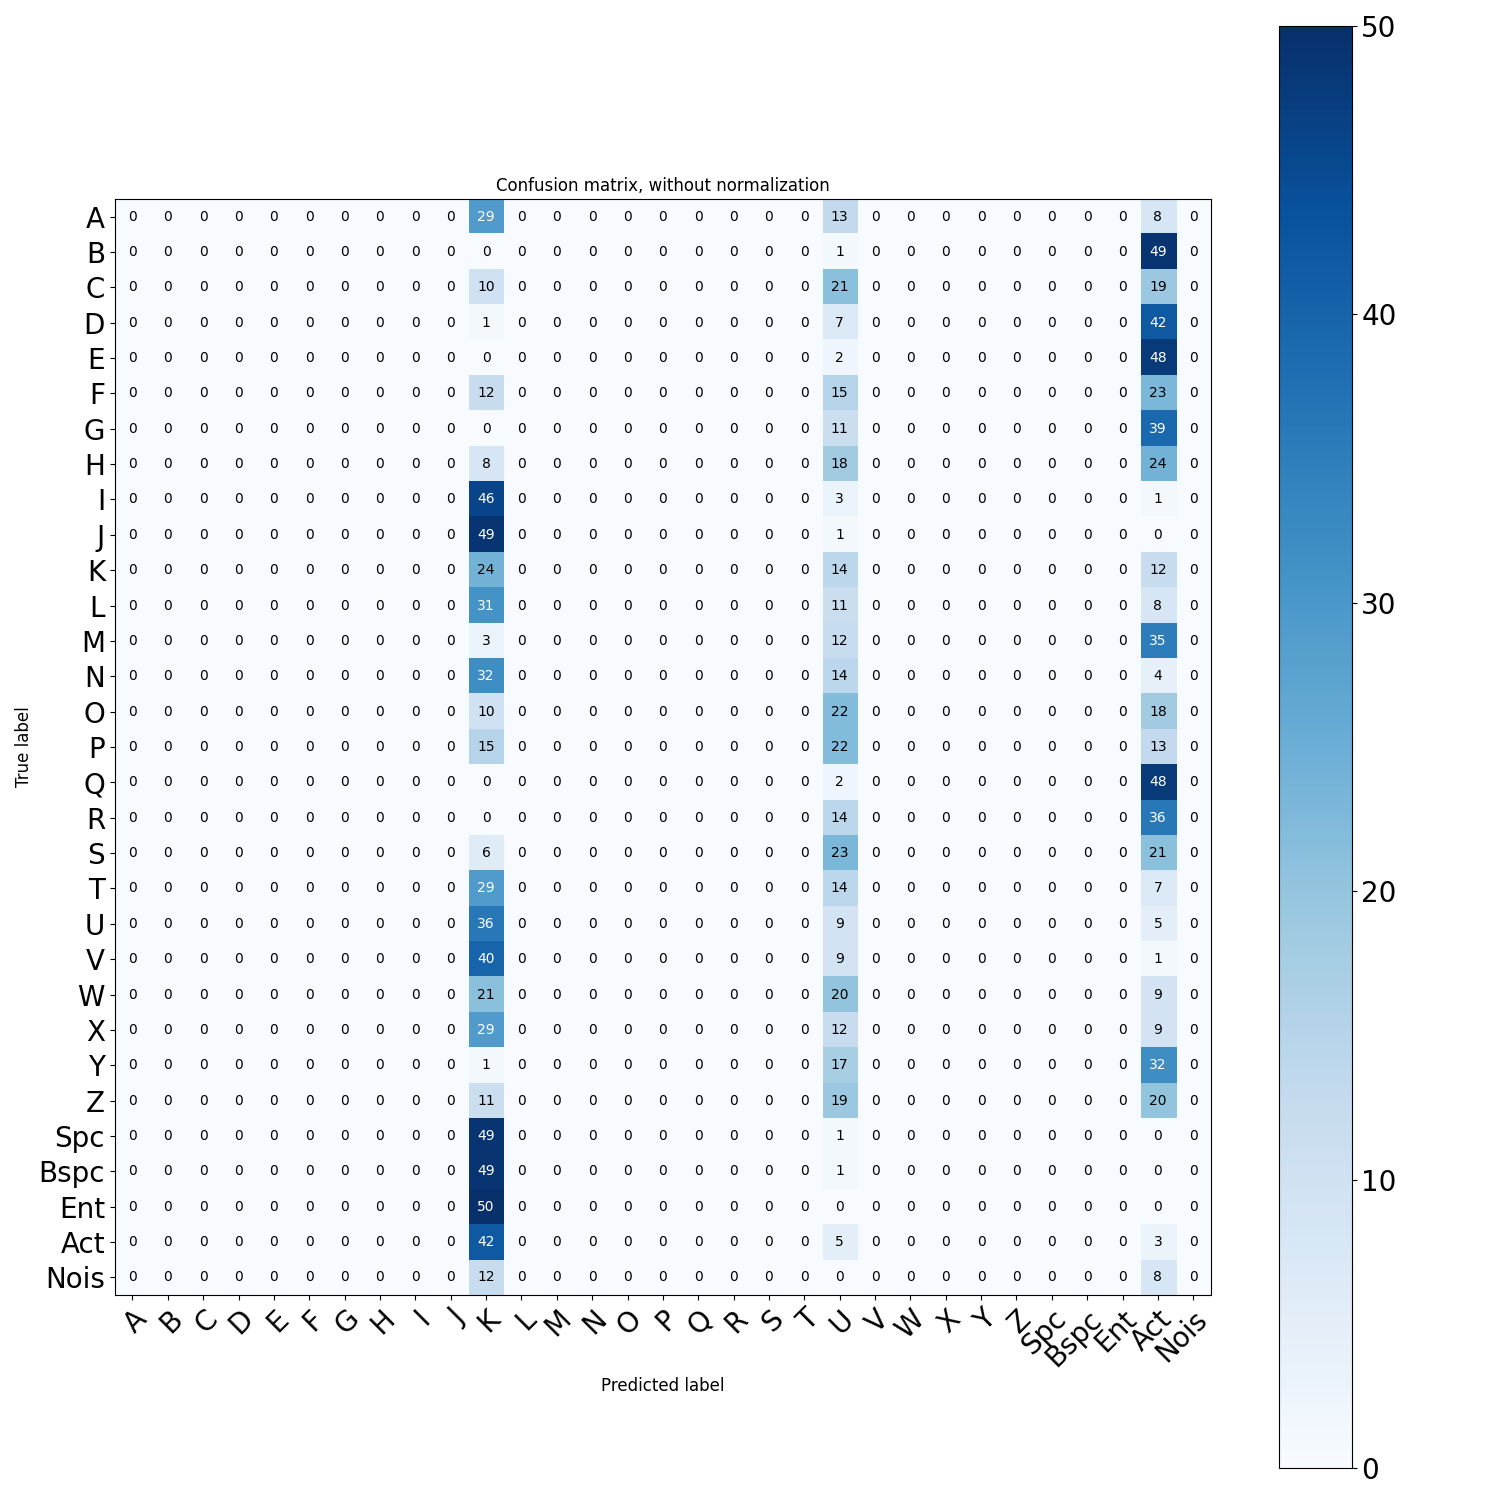 Confusion matrix, without normalization
A 0 0 0 0 0 0 0 0 0 0 29 0 0 0 0 0 0 0 0 0 13 0 0 0 0 0 0 0 0 8 0
B 0 0 0 0 0 0 0 0 0 0 0 0 0 0 0 0 0 0 0 0 1 0 0 0 0 0 0 0 0 49 0
C 0 0 0 0 0 0 0 0 0 0 10 0 0 0 0 0 0 0 0 0 21 0 0 0 0 0 0 0 0 19 0
D 0 0 0 0 0 0 0 0 0 0 1 0 0 0 0 0 0 0 0 0 7 0 0 0 0 0 0 0 0 42 0
E 0 0 0 0 0 0 0 0 0 0 0 0 0 0 0 0 0 0 0 0 2 0 0 0 0 0 0 0 0 48 0
F 0 0 0 0 0 0 0 0 0 0 12 0 0 0 0 0 0 0 0 0 15 0 0 0 0 0 0 0 0 23 0
G 0 0 0 0 0 0 0 0 0 0 0 0 0 0 0 0 0 0 0 0 11 0 0 0 0 0 0 0 0 39 0
H 0 0 0 0 0 0 0 0 0 0 8 0 0 0 0 0 0 0 0 0 18 0 0 0 0 0 0 0 0 24 0
I 0 0 0 0 0 0 0 0 0 0 46 0 0 0 0 0 0 0 0 0 3 0 0 0 0 0 0 0 0 1 0
J 0 0 0 0 0 0 0 0 0 0 49 0 0 0 0 0 0 0 0 0 1 0 0 0 0 0 0 0 0 0 0
K 0 0 0 0 0 0 0 0 0 0 24 0 0 0 0 0 0 0 0 0 14 0 0 0 0 0 0 0 0 12 0
L 0 0 0 0 0 0 0 0 0 0 31 0 0 0 0 0 0 0 0 0 11 0 0 0 0 0 0 0 0 8 0
M 0 0 0 0 0 0 0 0 0 0 3 0 0 0 0 0 0 0 0 0 12 0 0 0 0 0 0 0 0 35 0
N 0 0 0 0 0 0 0 0 0 0 32 0 0 0 0 0 0 0 0 0 14 0 0 0 0 0 0 0 0 4 0
O 0 0 0 0 0 0 0 0 0 0 10 0 0 0 0 0 0 0 0 0 22 0 0 0 0 0 0 0 0 18 0
P 0 0 0 0 0 0 0 0 0 0 15 0 0 0 0 0 0 0 0 0 22 0 0 0 0 0 0 0 0 13 0
Q 0 0 0 0 0 0 0 0 0 0 0 0 0 0 0 0 0 0 0 0 2 0 0 0 0 0 0 0 0 48 0
R 0 0 0 0 0 0 0 0 0 0 0 0 0 0 0 0 0 0 0 0 14 0 0 0 0 0 0 0 0 36 0
S 0 0 0 0 0 0 0 0 0 0 6 0 0 0 0 0 0 0 0 0 23 0 0 0 0 0 0 0 0 21 0
T 0 0 0 0 0 0 0 0 0 0 29 0 0 0 0 0 0 0 0 0 14 0 0 0 0 0 0 0 0 7 0
U 0 0 0 0 0 0 0 0 0 0 36 0 0 0 0 0 0 0 0 0 9 0 0 0 0 0 0 0 0 5 0
V 0 0 0 0 0 0 0 0 0 0 40 0 0 0 0 0 0 0 0 0 9 0 0 0 0 0 0 0 0 1 0
W 0 0 0 0 0 0 0 0 0 0 21 0 0 0 0 0 0 0 0 0 20 0 0 0 0 0 0 0 0 9 0
X 0 0 0 0 0 0 0 0 0 0 29 0 0 0 0 0 0 0 0 0 12 0 0 0 0 0 0 0 0 9 0
Y 0 0 0 0 0 0 0 0 0 0 1 0 0 0 0 0 0 0 0 0 17 0 0 0 0 0 0 0 0 32 0
Z 0 0 0 0 0 0 0 0 0 0 11 0 0 0 0 0 0 0 0 0 19 0 0 0 0 0 0 0 0 20 0
Spc 0 0 0 0 0 0 0 0 0 0 49 0 0 0 0 0 0 0 0 0 1 0 0 0 0 0 0 0 0 0 0
Bspc 0 0 0 0 0 0 0 0 0 0 49 0 0 0 0 0 0 0 0 0 1 0 0 0 0 0 0 0 0 0 0
Ent 0 0 0 0 0 0 0 0 0 0 50 0 0 0 0 0 0 0 0 0 0 0 0 0 0 0 0 0 0 0 0
Act 0 0 0 0 0 0 0 0 0 0 42 0 0 0 0 0 0 0 0 0 5 0 0 0 0 0 0 0 0 3 0
Nois 0 0 0 0 0 0 0 0 0 0 12 0 0 0 0 0 0 0 0 0 0 0 0 0 0 0 0 0 0 8 0
A B C D E F G H I J K L M N O P Q R S T U V W X Y Z Spc Bspc Ent Act Nois
Predicted label
True label
50
40
30
20
10
0